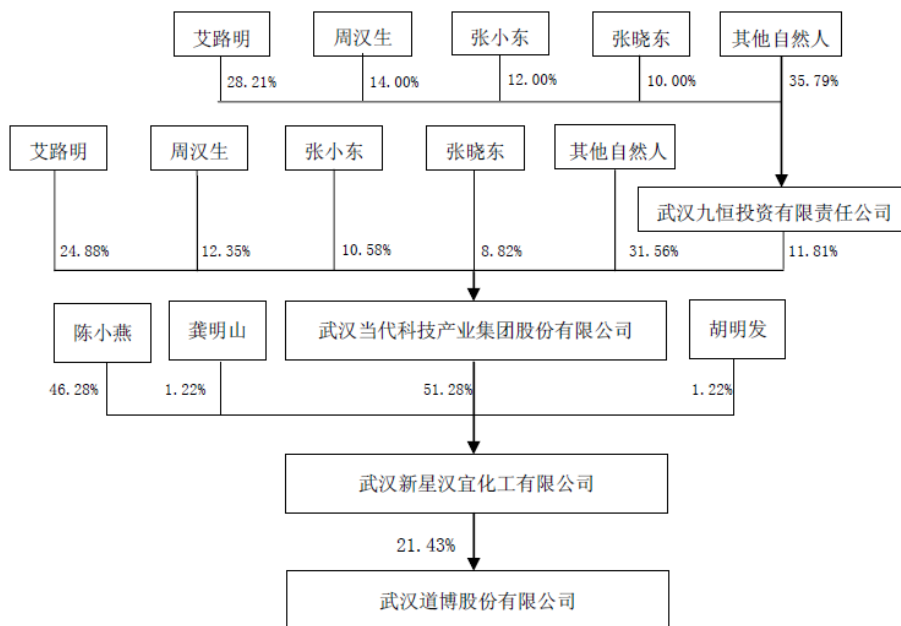 艾路明 周汉生 张小东 张晓东 其他自然人
28.21% 14.00% 12.00% 10.00% 35.79%
艾路明 周汉生 张小东 张晓东 其他自然人
武汉九恒投资有限责任公司
24.88% 12.35% 10.58% 8.82% 31.56% 11.81%
陈小燕 龚明山 武汉当代科技产业集团股份有限公司 胡明发
46.28% 1.22% 51.28% 1.22%
武汉新星汉宜化工有限公司
21.43%
武汉道博股份有限公司